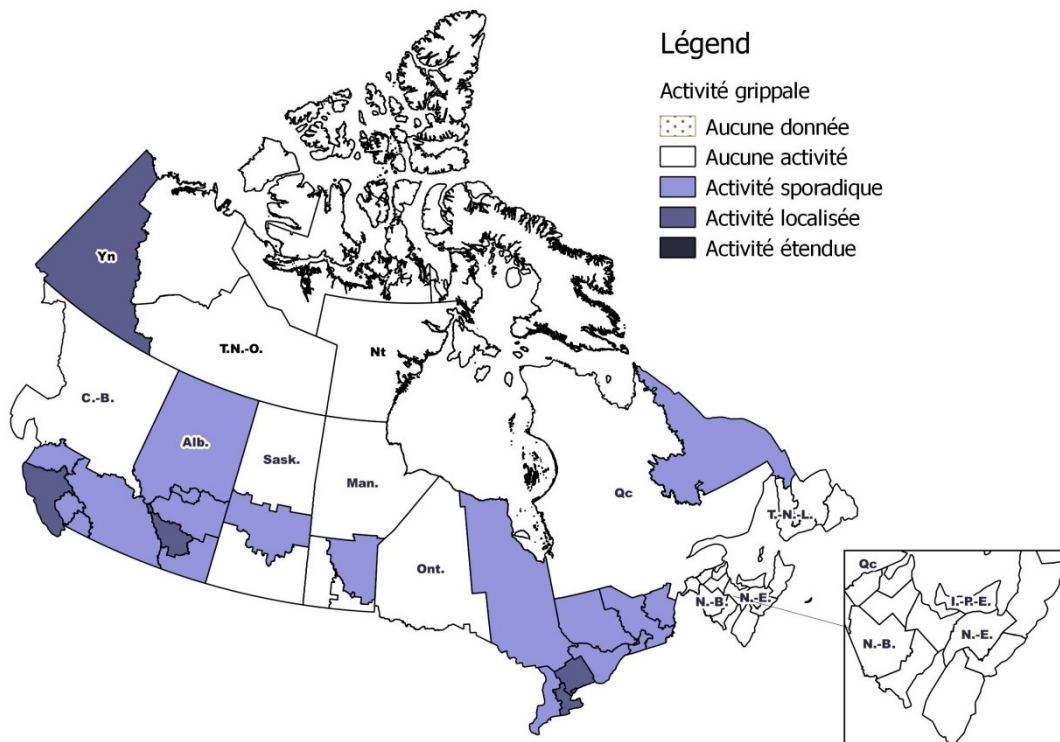 Légend
Activité grippale
Aucune donnée
Aucune activité
Activité sporadique
Activité localisée
Activité étendue
Yn
T.N.-O.
Nt
C.-B.
Alb.
Sask.
Man.
Ont.
Qc
T.-N.-L.
N.-B.
N.-E.
Qc
I.-P.-E.
N.-B.
N.-E.